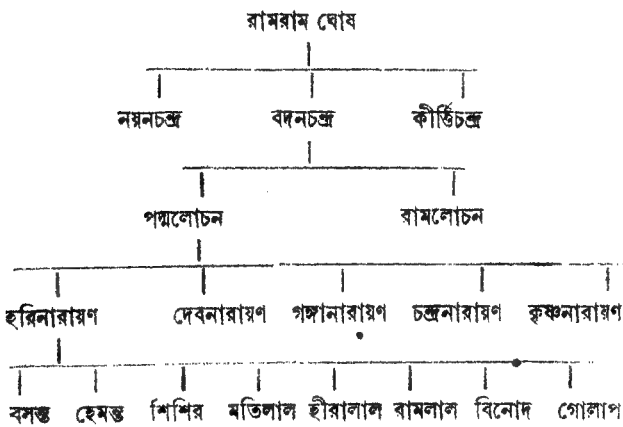 রামরাম ঘোষ
নয়নচন্দ্র বদনচন্দ্র কীর্ত্তিচন্দ্র
পদ্মলোচন রামলোচন
হরিনারায়ণ দেবনারায়ণ গঙ্গানারায়ণ চন্দ্রনারায়ণ কৃষ্ণনারায়ণ
বসন্ত হেমন্ত শিশির মতিলাল হীরালাল রামলাল বিনোদ গোলাপ